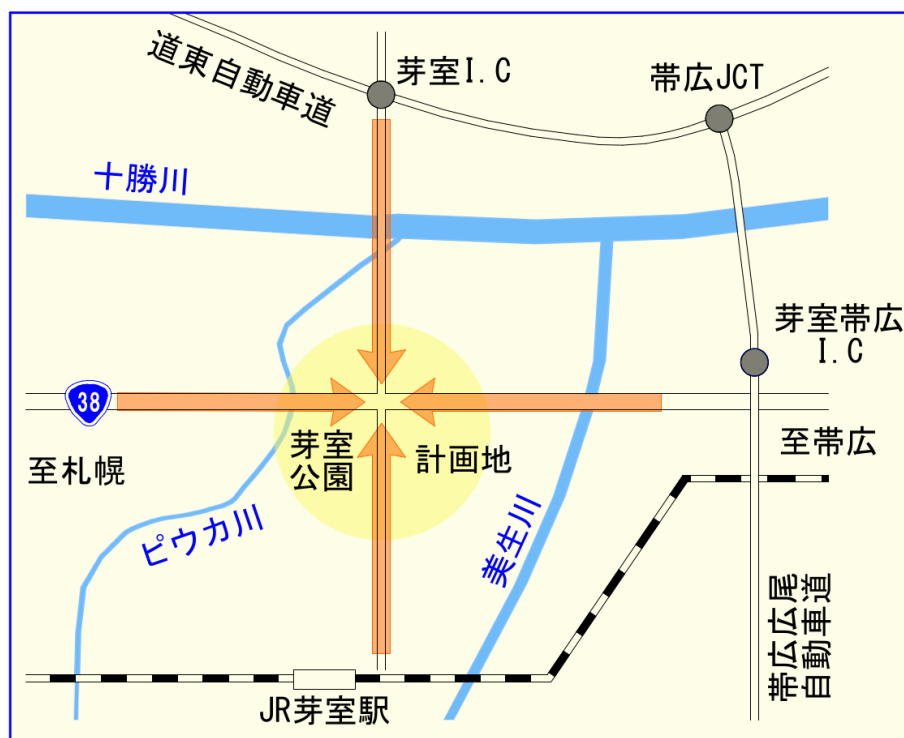 道東自動車道
芽室I.C
帯広JCT
十勝川
芽室帯広
I.C
38
芽室
公園
計画地
至帯広
至札幌
ピウカ川
美生川
帯広広尾
自動車道
JR芽室駅